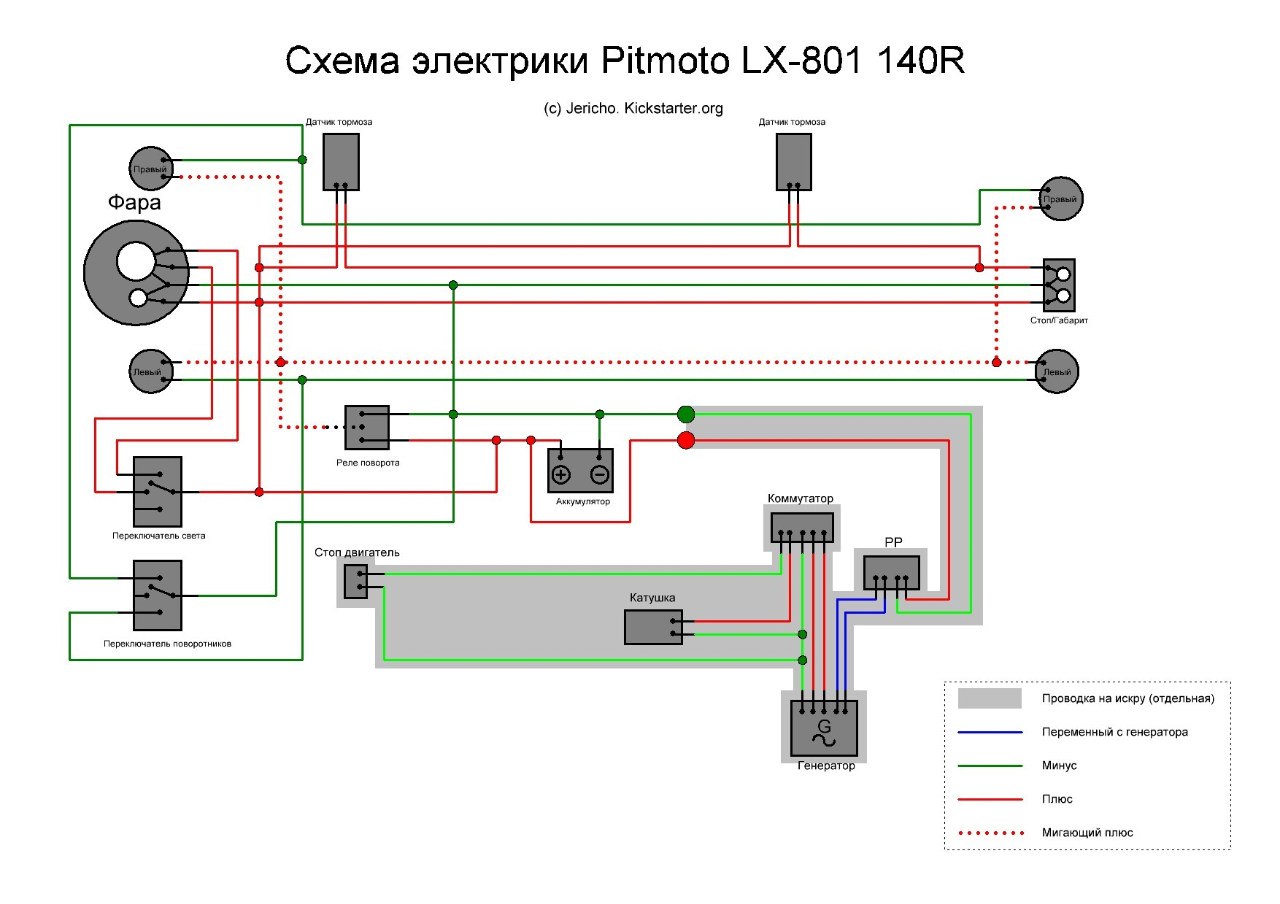 Схема электрики Pitmoto LX-801 140R
(c) Jericho. Kickstarter.org
Датчик тормоза
Датчик тормоза
Правый
Фара
Правый
Стоп/Габарит
Левый
Левый
Реле поворота
Аккумулятор
Переключатель света
Коммутатор
Стоп двигатель
РР
Катушка
Переключатель поворотников
G
Генератор
Проводка на искру (отдельная)
Переменный с генератора
Минус
Плюс
Мигающий плюс